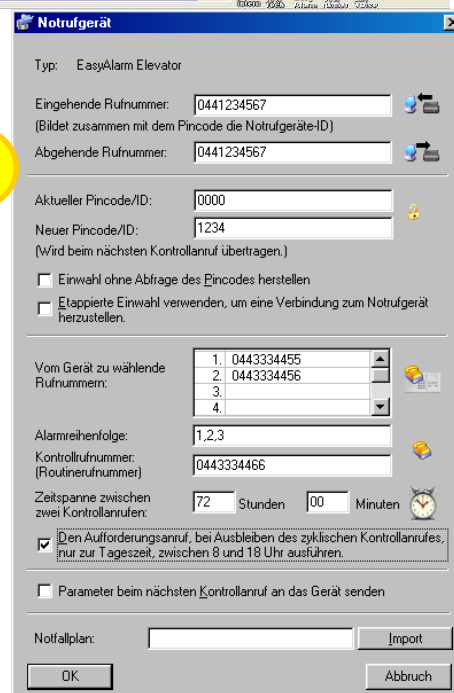 Notrufgerät
Typ: EasyAlarm Elevator
Eingehende Rufnummer: 0441234567
(Bildet zusammen mit dem Pincode die Notrufgeräte-ID)
Abgehende Rufnummer: 0441234567
Aktueller Pincode/ID: 0000
Neuer Pincode/ID: 1234
(Wird beim nächsten Kontrollanruf übertragen.)
Einwahl ohne Abfrage des Pincodes herstellen
Etappierte Einwahl verwenden, um eine Verbindung zum Notrufgerät
herzustellen.
Vom Gerät zu wählende
Rufnummern:
1. 0443334455
2. 0443334456
3.
4.
Alarmreihenfolge: 1,2,3
Kontrollrufnummer:
(Routinerufnummer)
0443334466
Zeitspanne zwischen
zwei Kontrollanrufen:
72 Stunden 00 Minuten
Den Aufforderungsanruf, bei Ausbleiben des zyklischen Kontrollanrufes,
nur zur Tageszeit, zwischen 8 und 18 Uhr ausführen.
Parameter beim nächsten Kontrollanruf an das Gerät senden
Notfallplan: Import
OK Abbruch